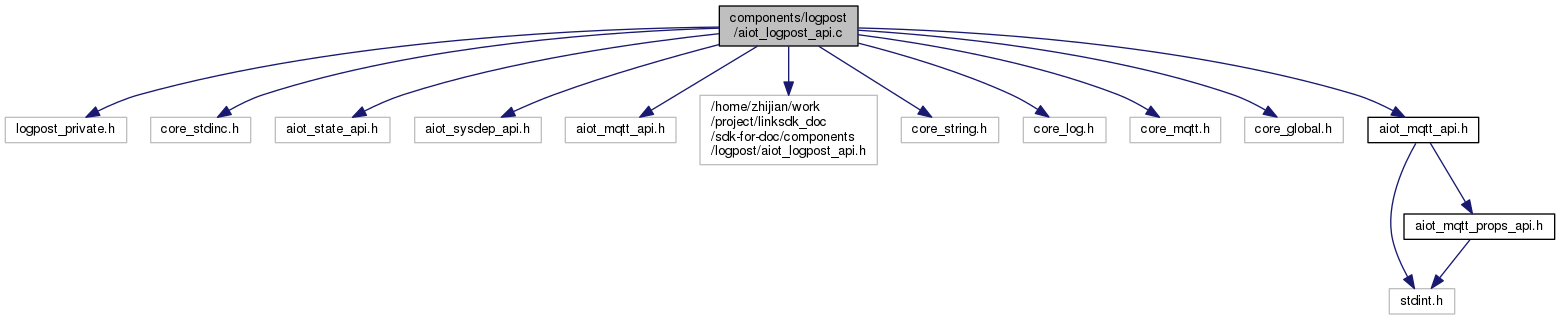 components/logpost
/aiot_logpost_api.c
logpost_private.h
core_stdinc.h
aiot_state_api.h
aiot_sysdep_api.h
aiot_mqtt_api.h
/home/zhijian/work
/project/linksdk_doc
/sdk-for-doc/components
/logpost/aiot_logpost_api.h
core_string.h
core_log.h
core_mqtt.h
core_global.h
aiot_mqtt_api.h
aiot_mqtt_props_api.h
stdint.h